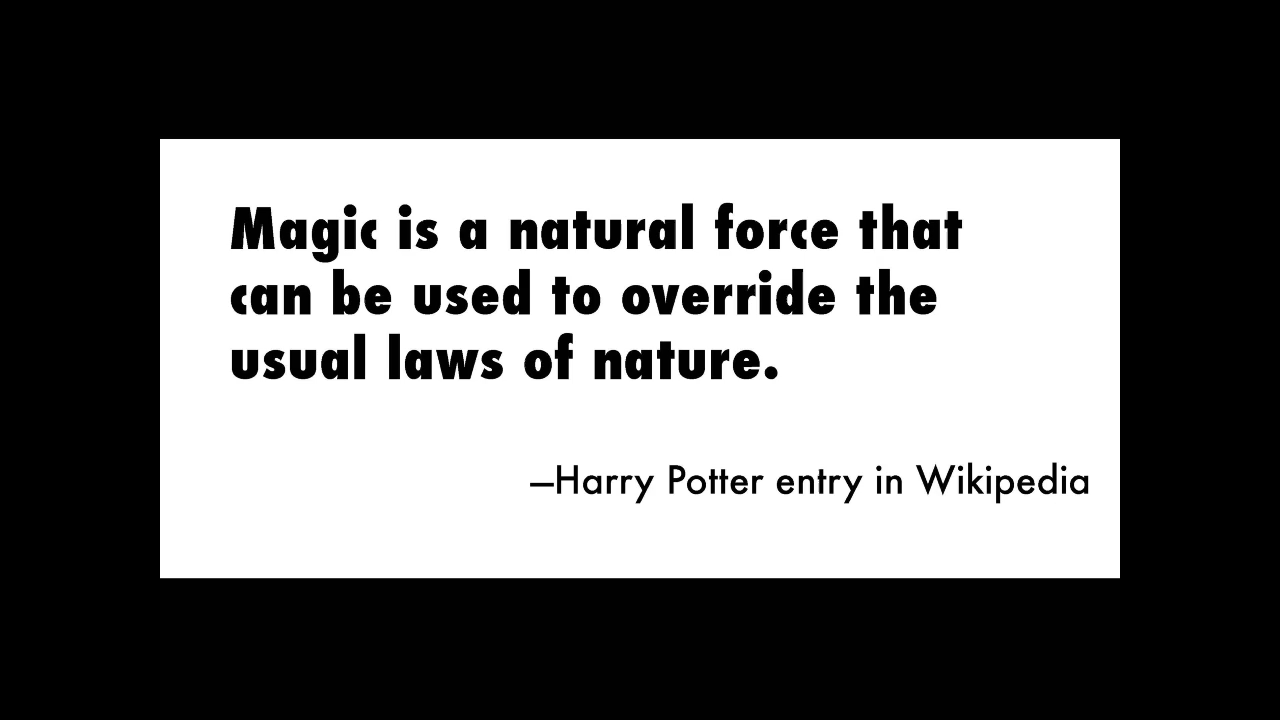 Magic is a natural force that
can be used to override the
usual laws of nature.
—Harry Potter entry in Wikipedia